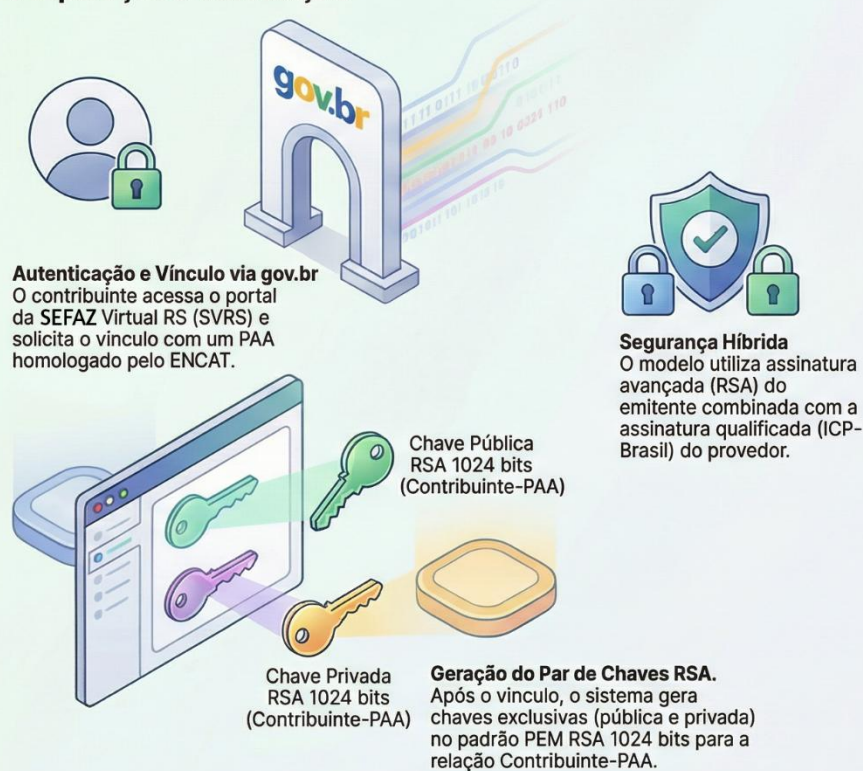 gov.br
Autenticação e Vínculo via gov.br
O contribuinte acessa o portal
da SEFAZ Virtual RS (SVRS) e
solicita o vinculo com um PAA
homologado pelo ENCAT.
Segurança Híbrida
O modelo utiliza assinatura
avançada (RSA) do
emitente combinada com a
assinatura qualificada (ICP-
Brasil) do provedor.
Chave Pública
RSA 1024 bits
(Contribuinte-PAA)
Chave Privada
RSA 1024 bits
(Contribuinte-PAA)
Geração do Par de Chaves RSA.
Após o vinculo, o sistema gera
chaves exclusivas (pública e privada)
no padrão PEM RSA 1024 bits para a
relação Contribuinte-PAA.